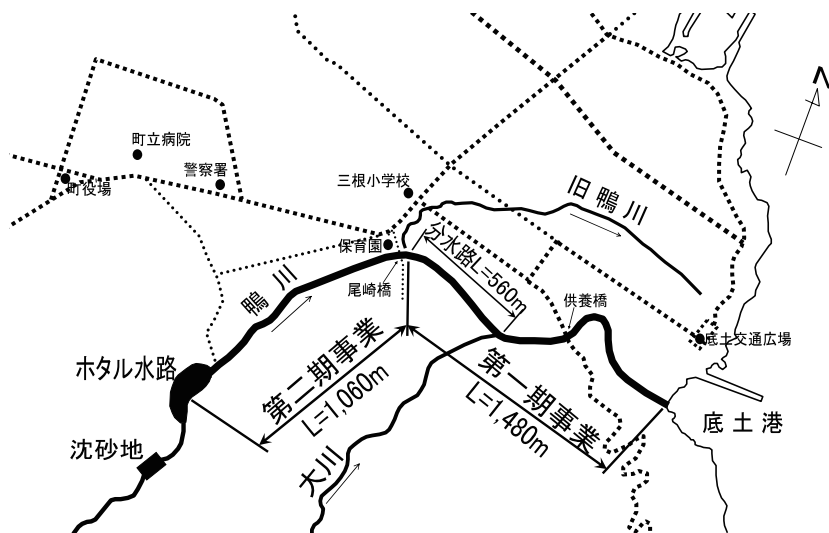 町立病院
警察署
町役場
三根小学校
旧鴨川
保育園
分水路L=560m
尾崎橋
供養橋
鴨川
底土交通広場
ホタル水路
第二期事業
L=1,060m
第一期事業
L=1,480m
底土港
沈砂地
大川